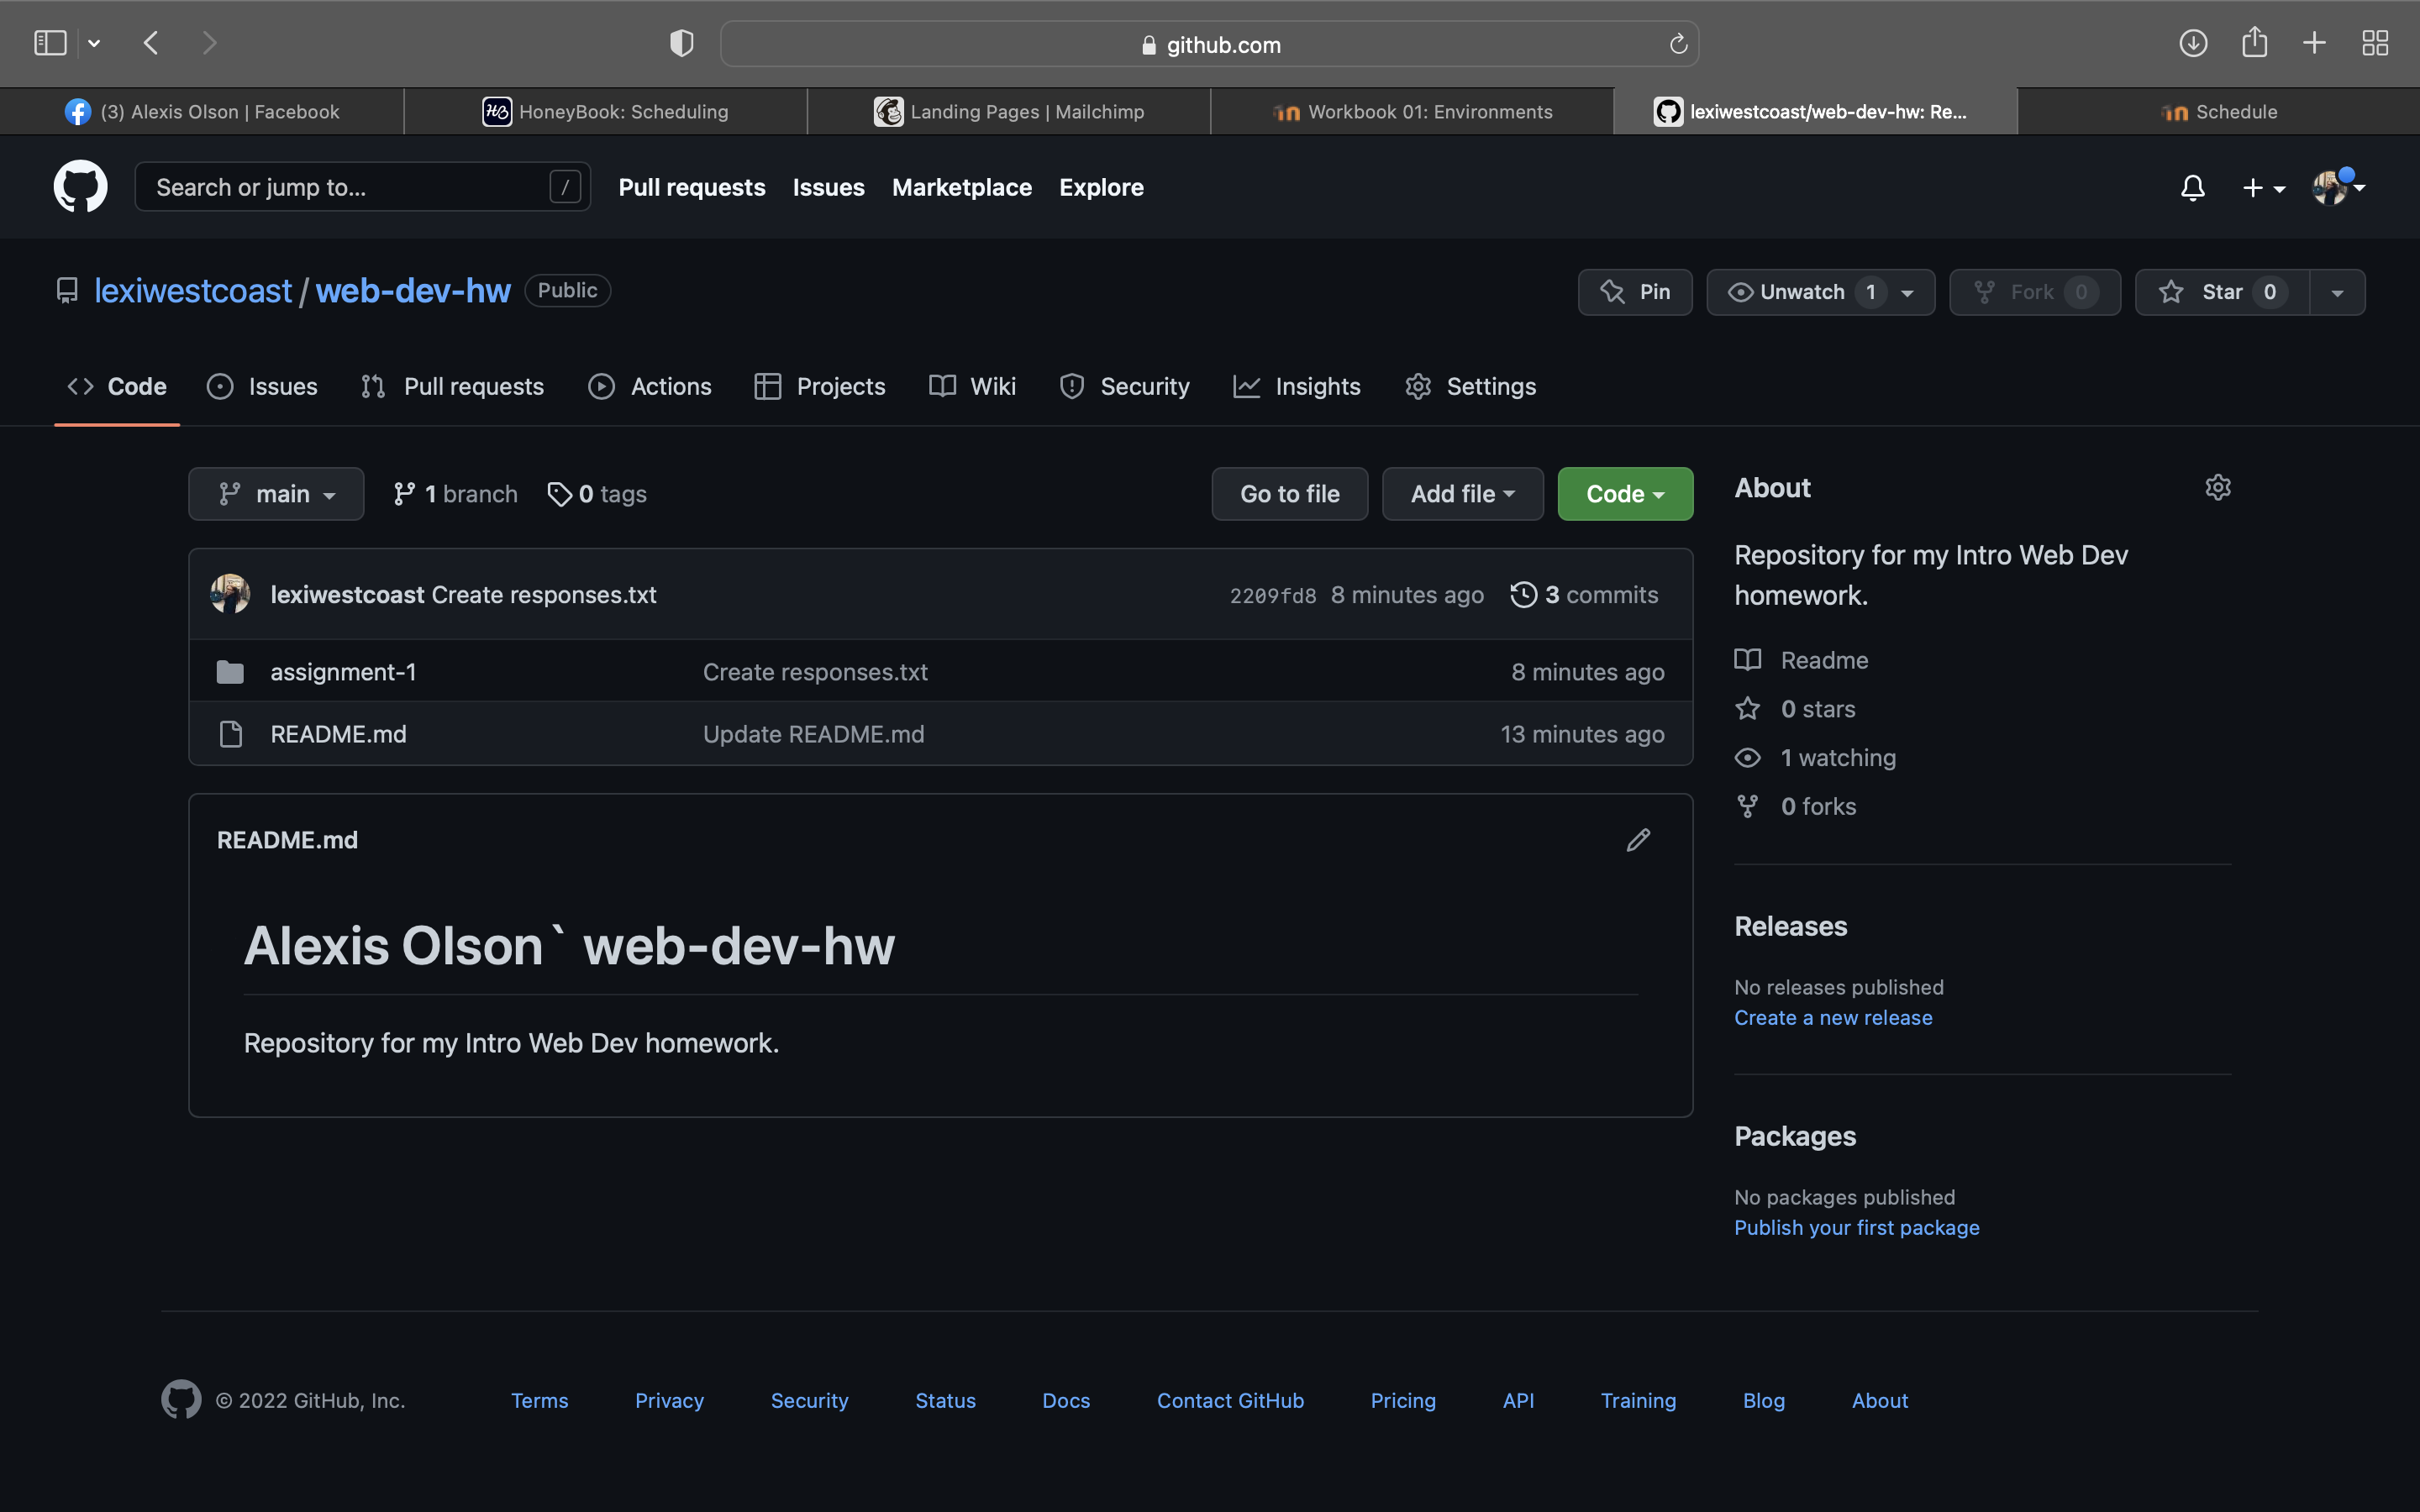 github.com
(3) Alexis Olson | Facebook
HB HoneyBook: Scheduling
Landing Pages | Mailchimp
Workbook 01: Environments
lexiwestcoast/web-dev-hw: Re...
Schedule
Search or jump to... /
Pull requests Issues Marketplace Explore
lexiwestcoast / web-dev-hw Public
Pin Unwatch 1 Fork 0 Star 0
Code Issues Pull requests Actions Projects Wiki Security Insights Settings
main 1 branch 0 tags Go to file Add file Code
lexiwestcoast Create responses.txt 2209fd8 8 minutes ago 3 commits
assignment-1 Create responses.txt 8 minutes ago
README.md Update README.md 13 minutes ago
README.md
Alexis Olson` web-dev-hw
Repository for my Intro Web Dev homework.
About
Repository for my Intro Web Dev
homework.
Readme
0 stars
1 watching
0 forks
Releases
No releases published
Create a new release
Packages
No packages published
Publish your first package
© 2022 GitHub, Inc. Terms Privacy Security Status Docs Contact GitHub Pricing API Training Blog About